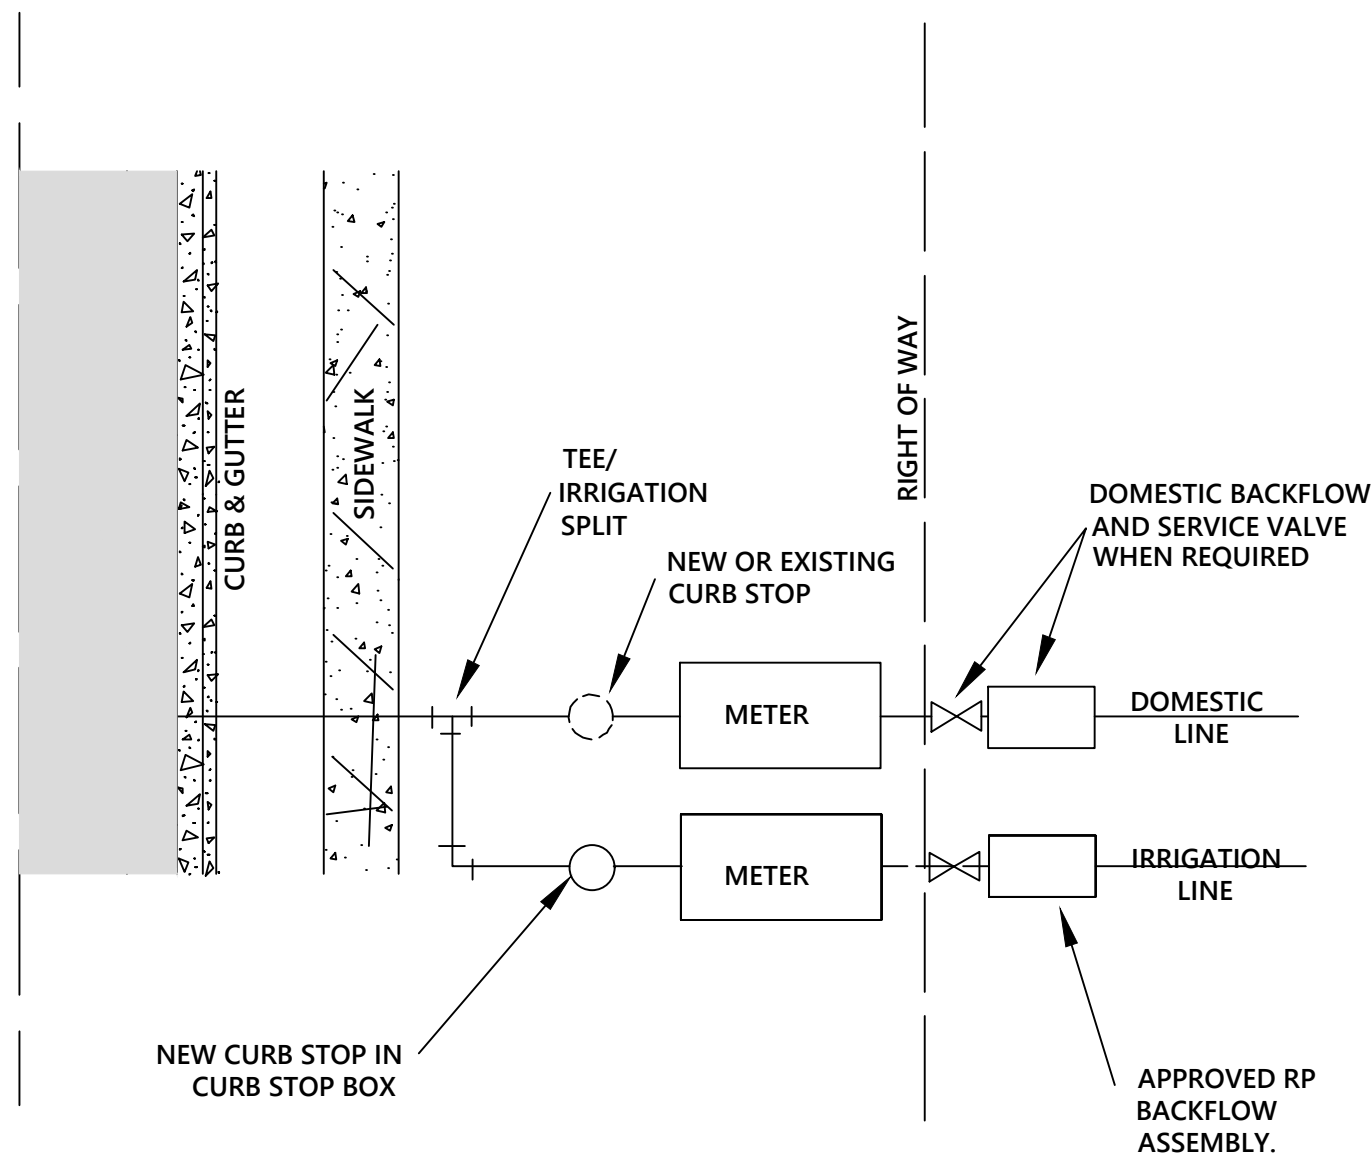 CURB & GUTTER
SIDEWALK
RIGHT OF WAY
TEE/
IRRIGATION
SPLIT
NEW OR EXISTING
CURB STOP
DOMESTIC BACKFLOW
AND SERVICE VALVE
WHEN REQUIRED
METER
DOMESTIC
LINE
METER
IRRIGATION
LINE
NEW CURB STOP IN
CURB STOP BOX
APPROVED RP
BACKFLOW
ASSEMBLY.